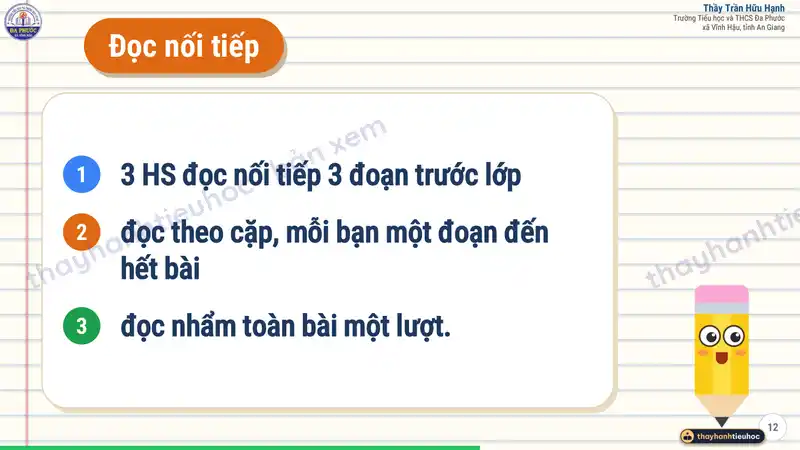 Thầy Trần Hữu Hạnh
Trường Tiểu học và THCS Đa Phước
xã Vĩnh Hậu, tỉnh An Giang
ĐA PHƯỚC
Đọc nối tiếp
1 3 HS đọc nối tiếp 3 đoạn trước lớp
2 đọc theo cặp, mỗi bạn một đoạn đến
hết bài
3 đọc nhẩm toàn bài một lượt.
thayhanhtieuhoc
12